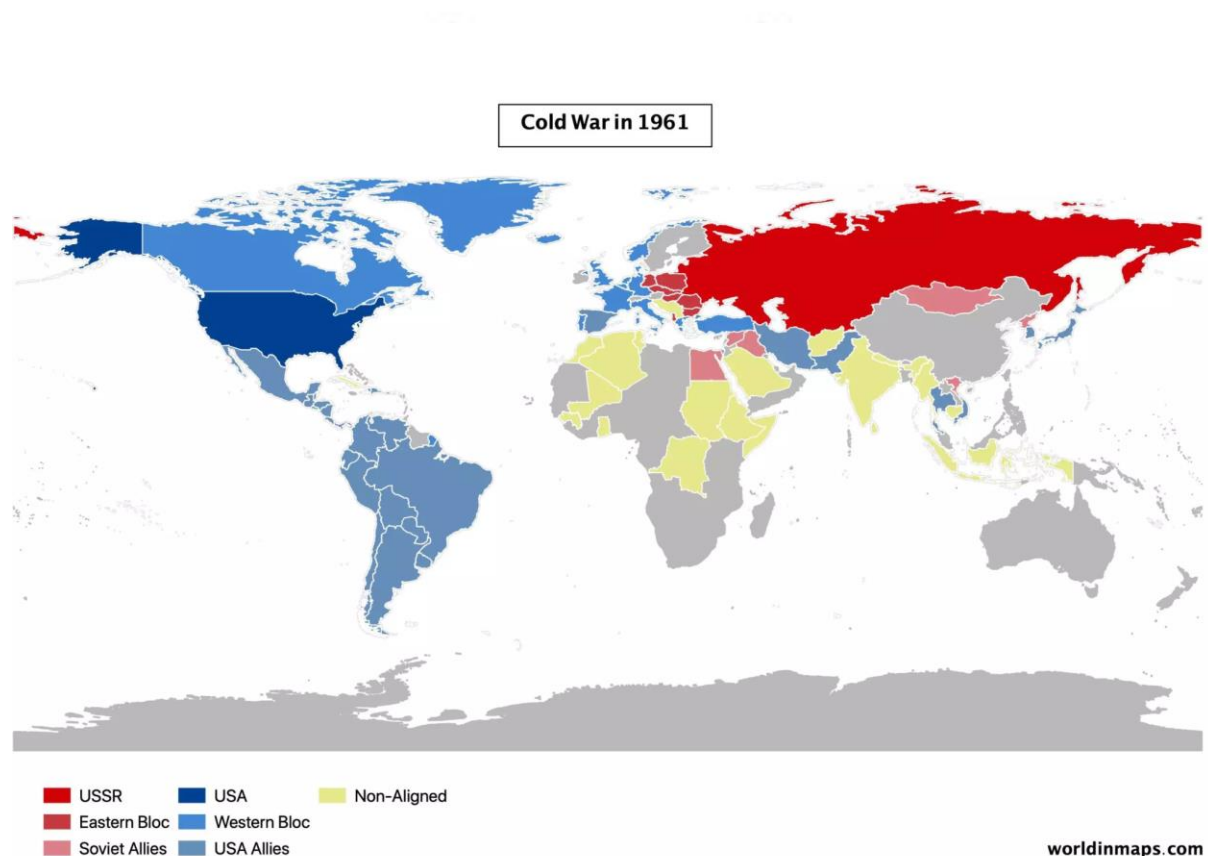 Cold War in 1961
USSR
USA
Non-Aligned
Eastern Bloc
Western Bloc
Soviet Allies
USA Allies
worldinmaps.com